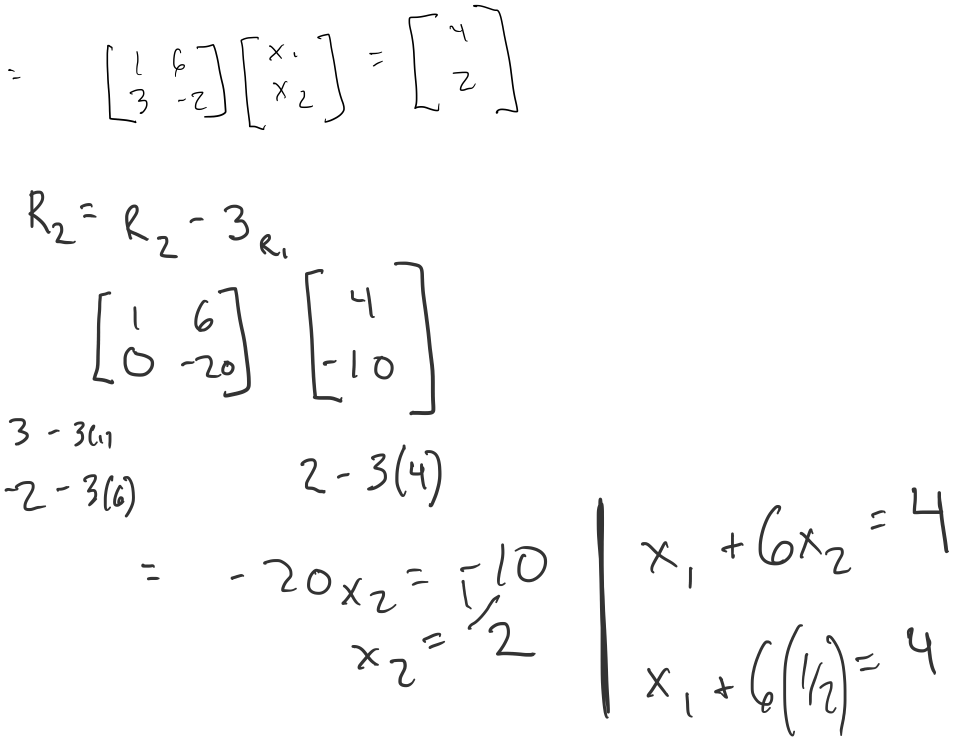 = [1 6 3 -2] [x₁ x₂] = [4 2]
R₂ = R₂ - 3R₁
[1 6 0 -20] [4 -10]
3 - 3(1)
-2 - 3(6)
2 - 3(4)
= -20x₂ = -10
x₂ = 1/2
x₁ + 6x₂ = 4
x₁ + 6(1/2) = 4